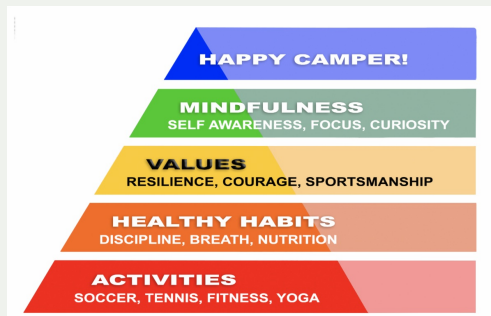 HAPPY CAMPER!
MINDFULNESS
SELF AWARENESS, FOCUS, CURIOSITY
VALUES
RESILIENCE, COURAGE, SPORTSMANSHIP
HEALTHY HABITS
DISCIPLINE, BREATH, NUTRITION
ACTIVITIES
SOCCER, TENNIS, FITNESS, YOGA